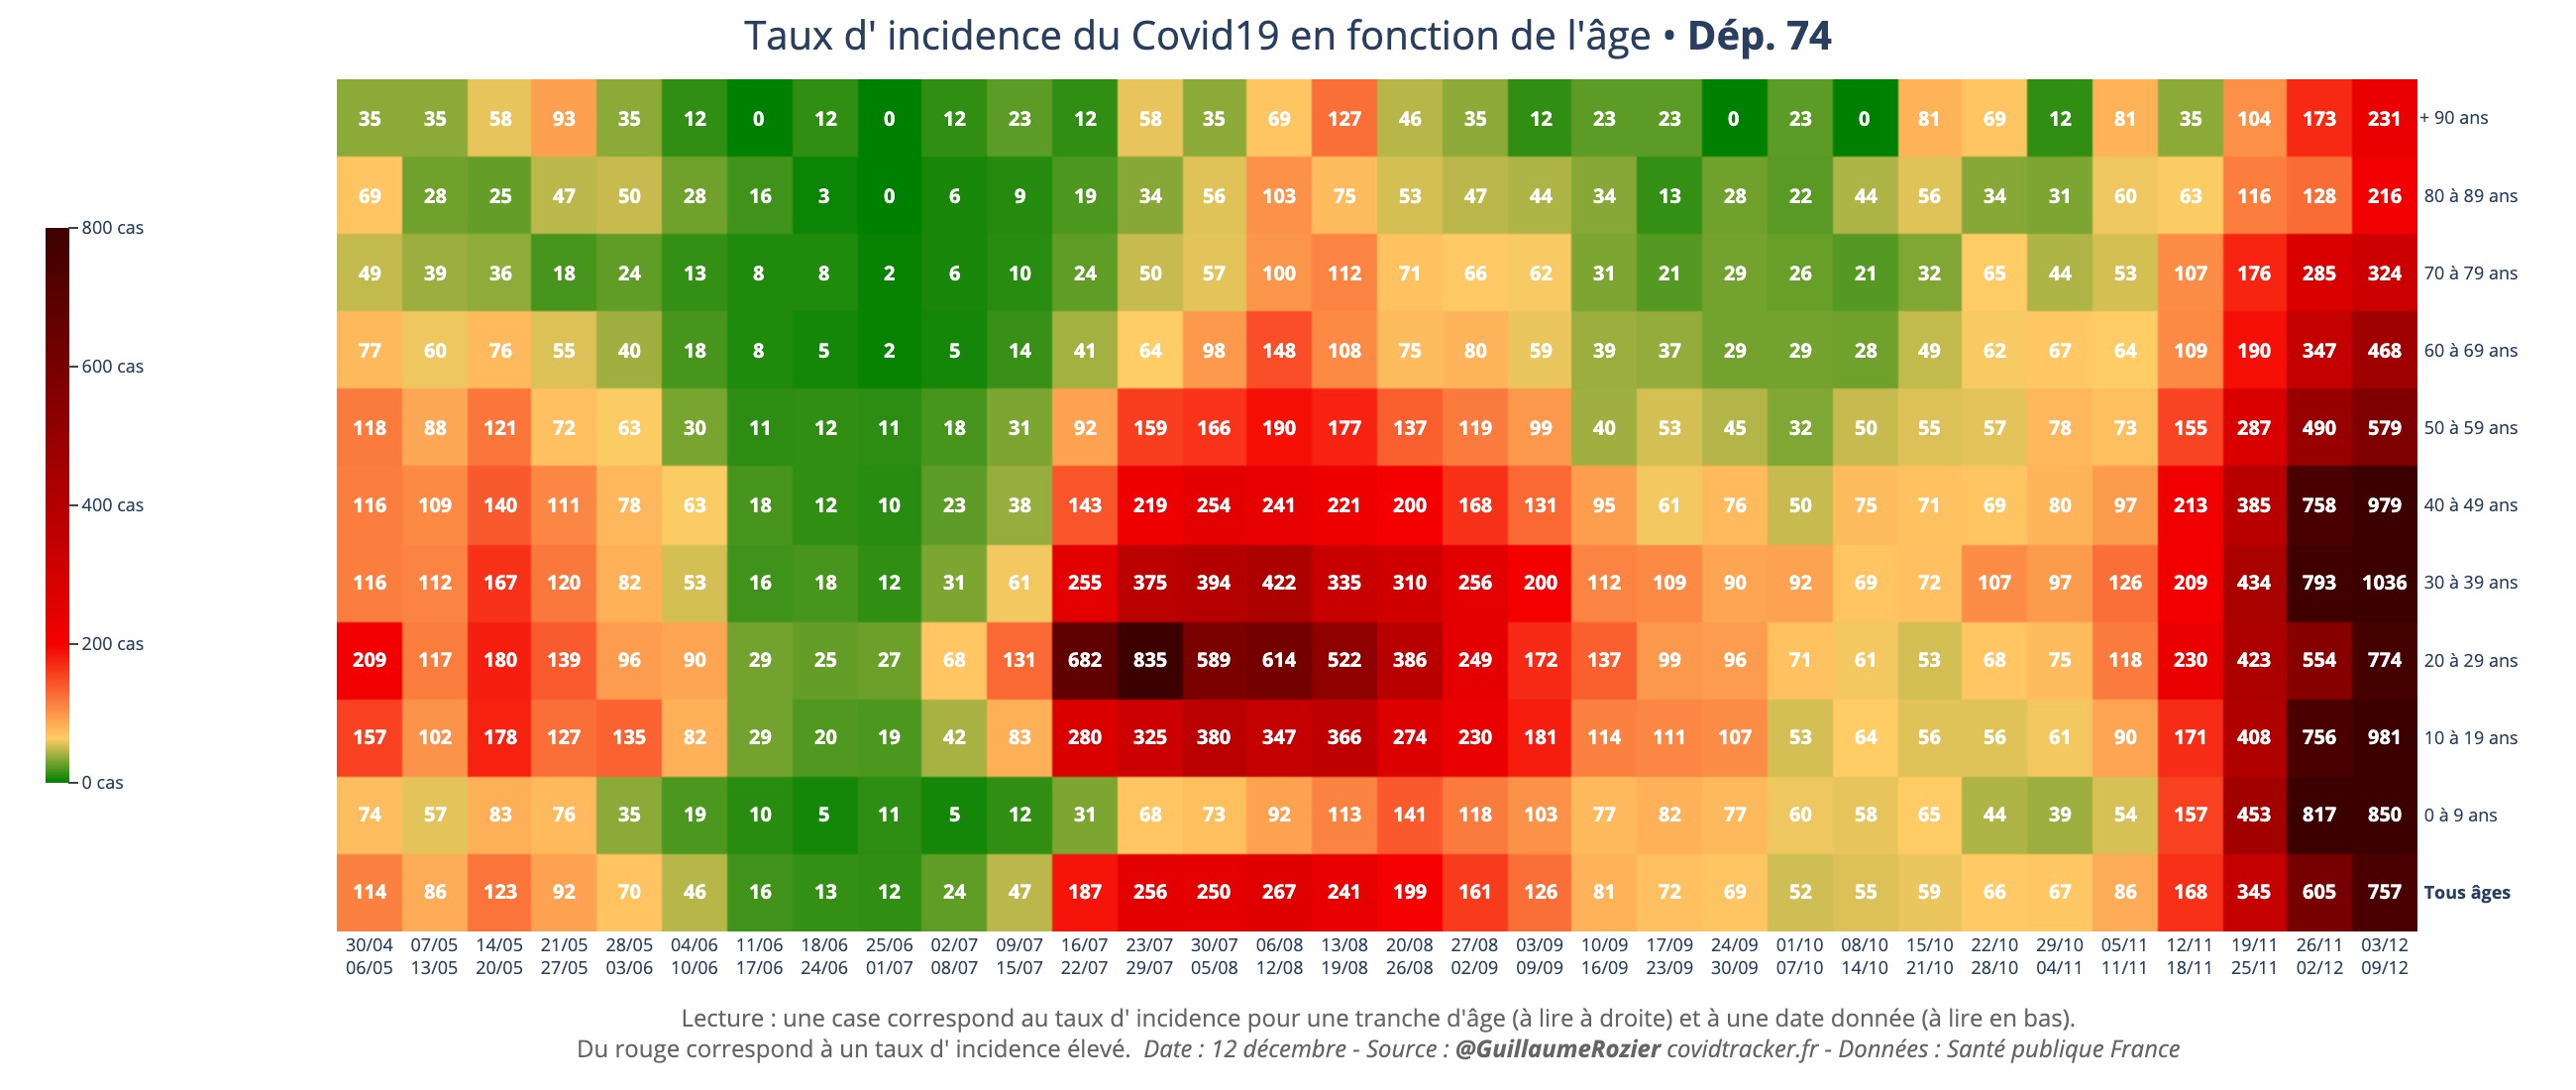 Taux d' incidence du Covid19 en fonction de l'âge • Dép. 74
35 35 58 93 35 12 0 12 0 12 23 12 58 35 69 127 46 35 12 23 23 0 23 0 81 69 12 81 35 104 173 231 + 90 ans
69 28 25 47 50 28 16 3 0 6 9 19 34 56 103 75 53 47 44 34 13 28 22 44 56 34 31 60 63 116 128 216 80 à 89 ans
800 cas
49 39 36 18 24 13 8 8 2 6 10 24 50 57 100 112 71 66 62 31 21 29 26 21 32 65 44 53 107 176 285 324 70 à 79 ans
77 60 76 55 40 18 8 5 2 5 14 41 64 98 148 108 75 80 59 39 37 29 29 28 49 62 67 64 109 190 347 468 60 à 69 ans
600 cas
118 88 121 72 63 30 11 12 11 18 31 92 159 166 190 177 137 119 99 40 53 45 32 50 55 57 78 73 155 287 490 579 50 à 59 ans
400 cas
116 109 140 111 78 63 18 12 10 23 38 143 219 254 241 221 200 168 131 95 61 76 50 75 71 69 80 97 213 385 758 979 40 à 49 ans
116 112 167 120 82 53 16 18 12 31 61 255 375 394 422 335 310 256 200 112 109 90 92 69 72 107 97 126 209 434 793 1036 30 à 39 ans
200 cas
209 117 180 139 96 90 29 25 27 68 131 682 835 589 614 522 386 249 172 137 99 96 71 61 53 68 75 118 230 423 554 774 20 à 29 ans
157 102 178 127 135 82 29 20 19 42 83 280 325 380 347 366 274 230 181 114 111 107 53 64 56 56 61 90 171 408 756 981 10 à 19 ans
0 cas
74 57 83 76 35 19 10 5 11 5 12 31 68 73 92 113 141 118 103 77 82 77 60 58 65 44 39 54 157 453 817 850 0 à 9 ans
114 86 123 92 70 46 16 13 12 24 47 187 256 250 267 241 199 161 126 81 72 69 52 55 59 66 67 86 168 345 605 757 Tous âges
30/04 07/05 14/05 21/05 28/05 04/06 11/06 18/06 25/06 02/07 09/07 16/07 23/07 30/07 06/08 13/08 20/08 27/08 03/09 10/09 17/09 24/09 01/10 08/10 15/10 22/10 29/10 05/11 12/11 19/11 26/11 03/12
06/05 13/05 20/05 27/05 03/06 10/06 17/06 24/06 01/07 08/07 15/07 22/07 29/07 05/08 12/08 19/08 26/08 02/09 09/09 16/09 23/09 30/09 07/10 14/10 21/10 28/10 04/11 11/11 18/11 25/11 02/12 09/12
Lecture : une case correspond au taux d' incidence pour une tranche d'âge (à lire à droite) et à une date donnée (à lire en bas).
Du rouge correspond à un taux d' incidence élevé. Date : 12 décembre - Source : @GuillaumeRozier covidtracker.fr - Données : Santé publique France